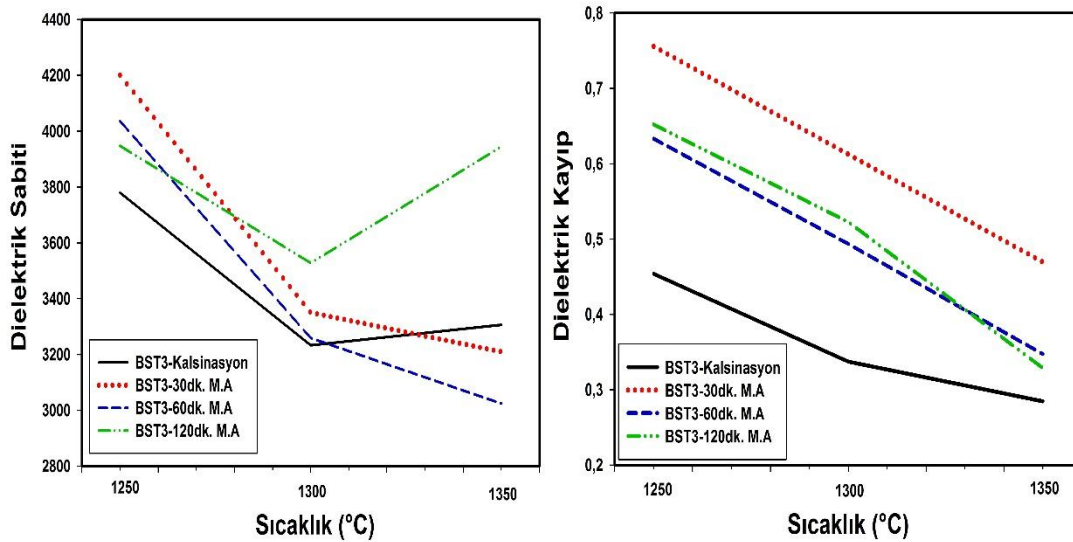 Dielektrik Sabiti
4400
4200
4000
3800
3600
3400
3200
3000
2800
BST3-Kalsinasyon
BST3-30dk. M.A
BST3-60dk. M.A
BST3-120dk. M.A
1250
1300
1350
Sıcaklık (°C)
Dielektrik Kayıp
0,8
0,7
0,6
0,5
0,4
0,3
0,2
BST3-Kalsinasyon
BST3-30dk. M.A
BST3-60dk. M.A
BST3-120dk. M.A
1250
1300
1350
Sıcaklık (°C)